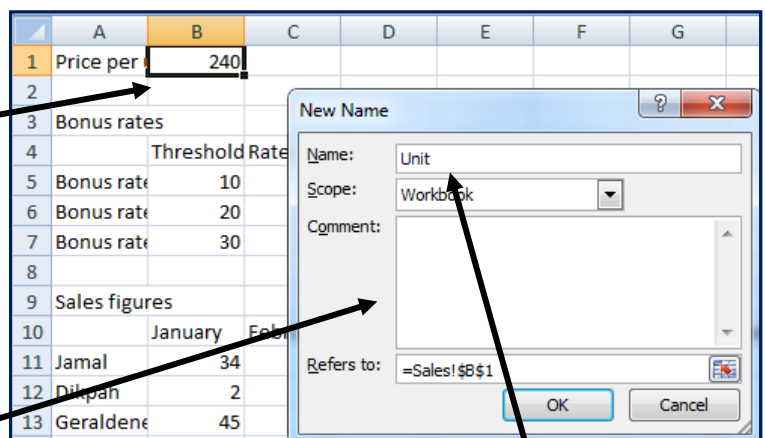 A B C D E F G
1 Price per 240
2
3 Bonus rates
4 Threshold Rate
5 Bonus rate 10
6 Bonus rate 20
7 Bonus rate 30
8
9 Sales figures
10 January Febr
11 Jamal 34
12 Dikpah 2
13 Geraldene 45
New Name
? X
Name: Unit
Scope: Workbook
Comment:
Refers to: =Sales!$B$1
OK Cancel